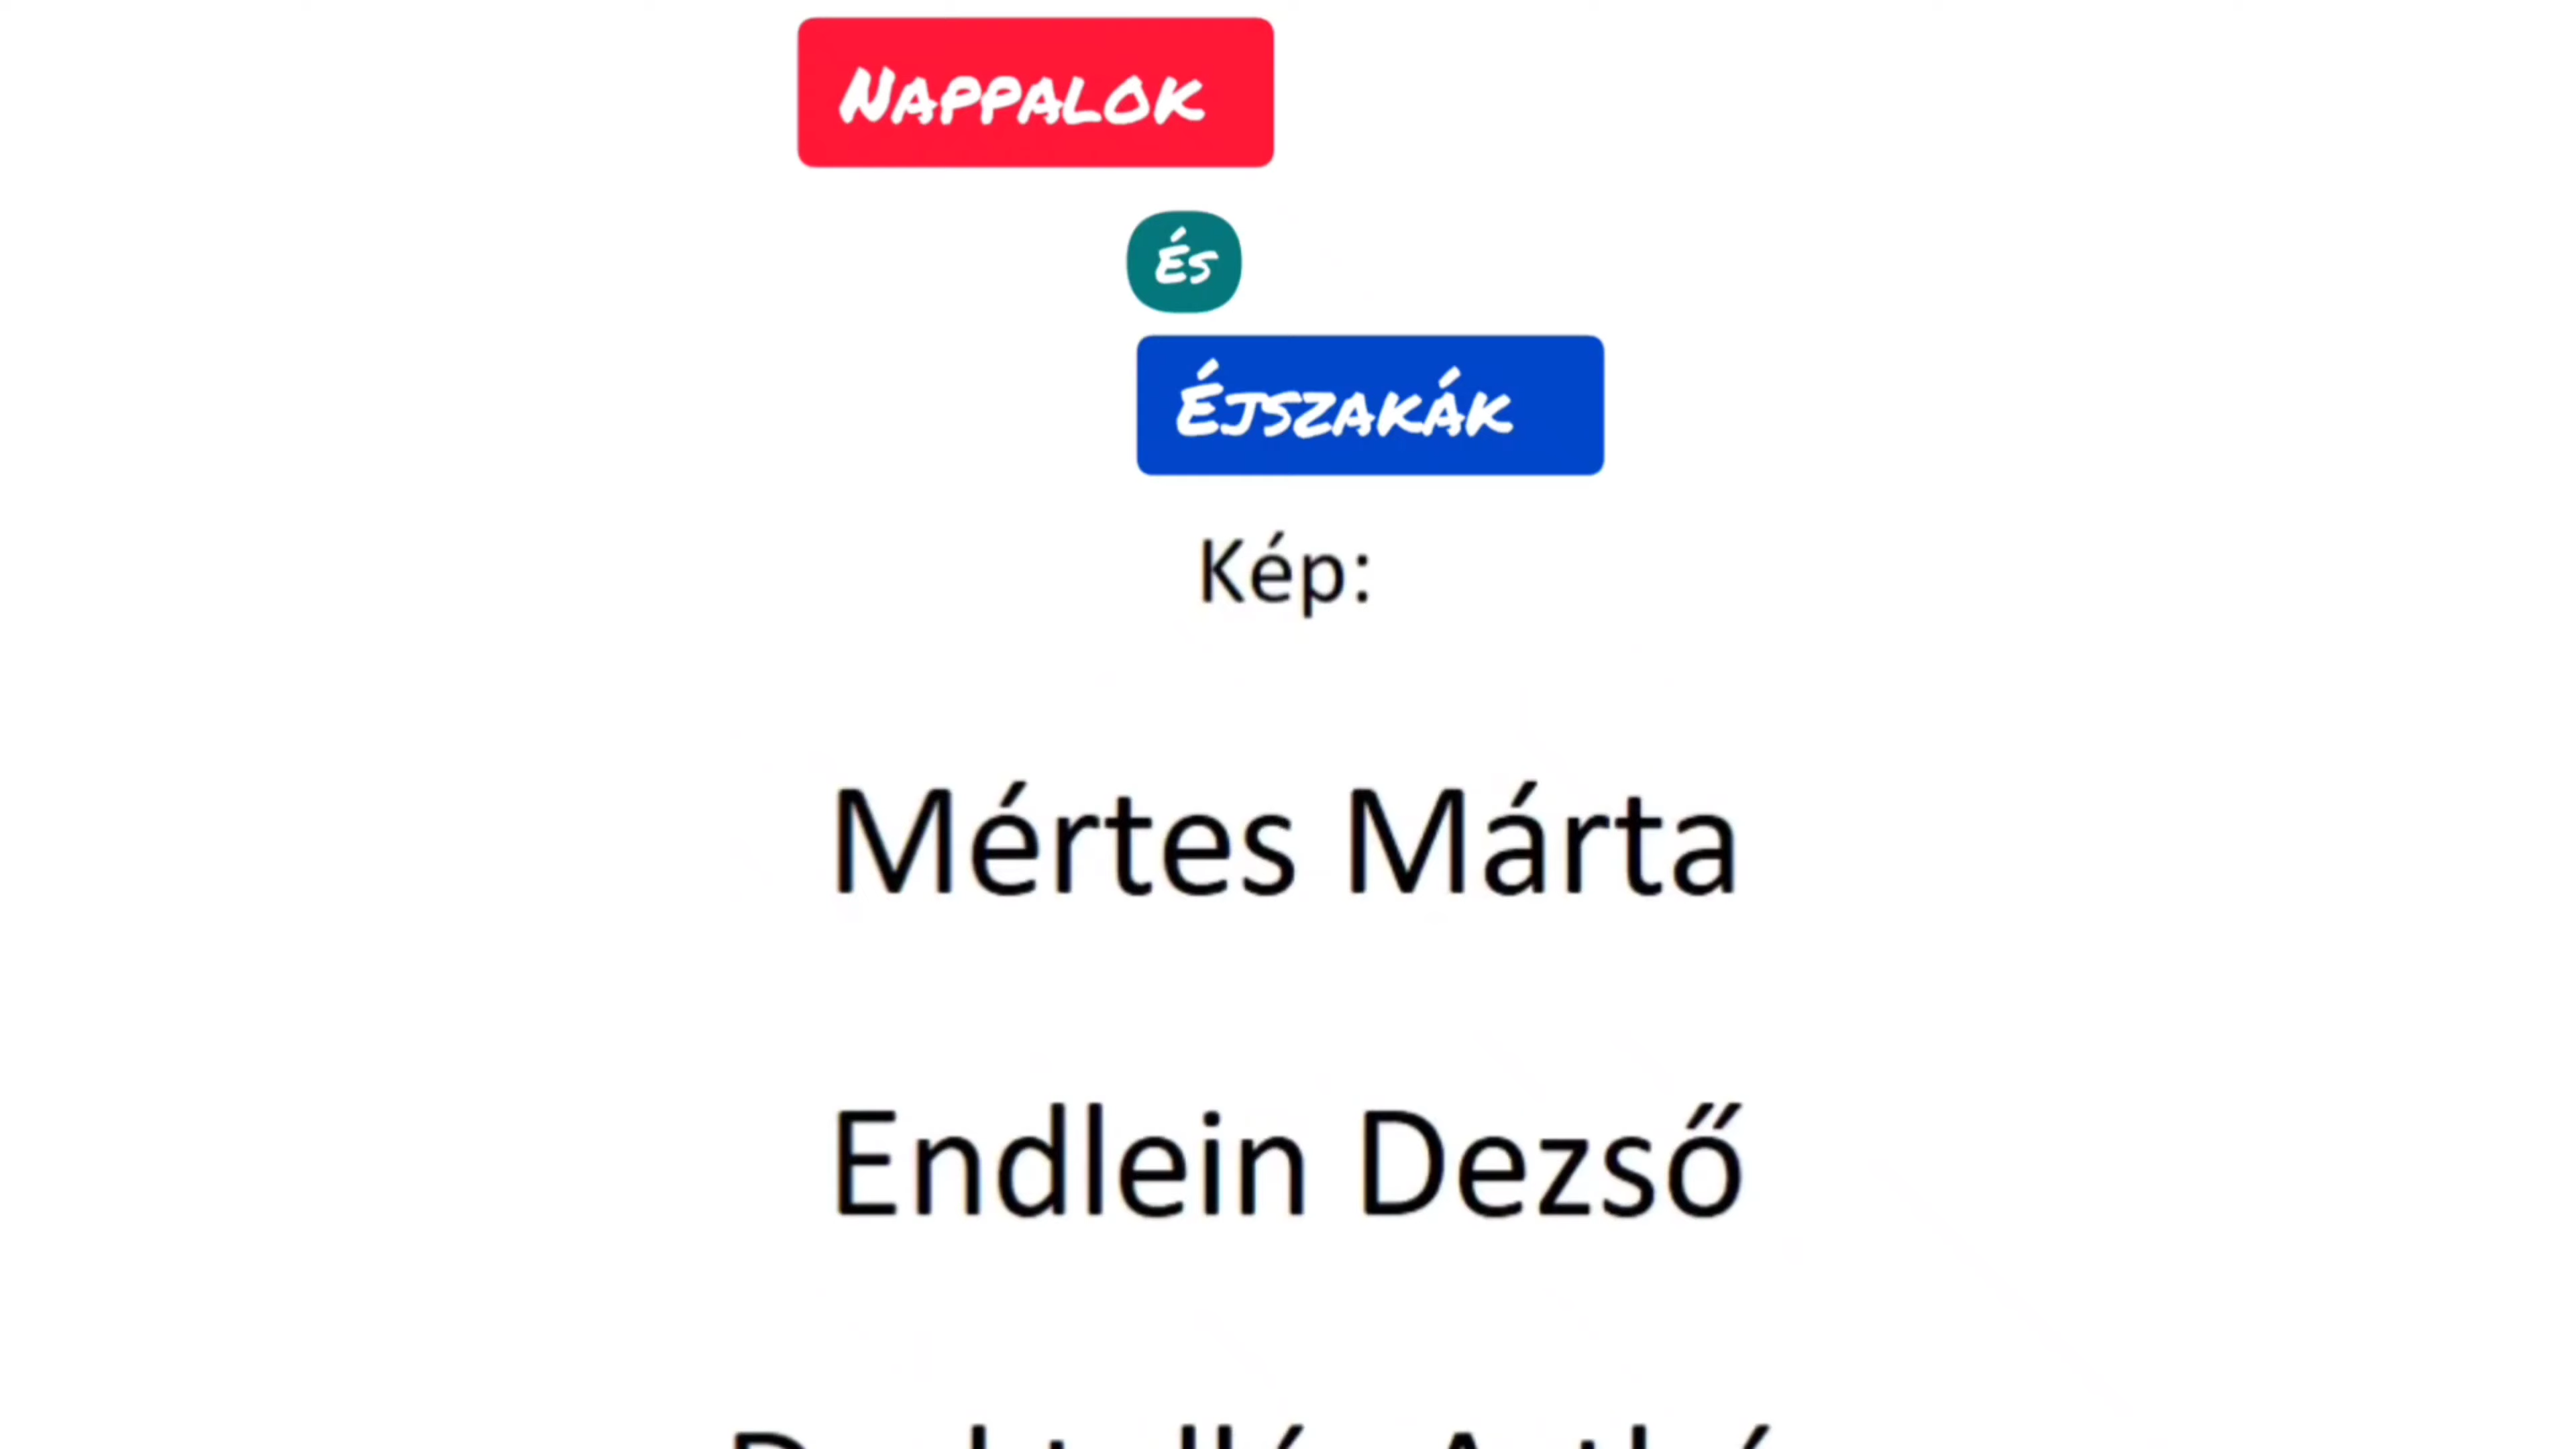 Nappalok
És
Éjszakák
Kép:
Mértes Márta
Endlein Dezső